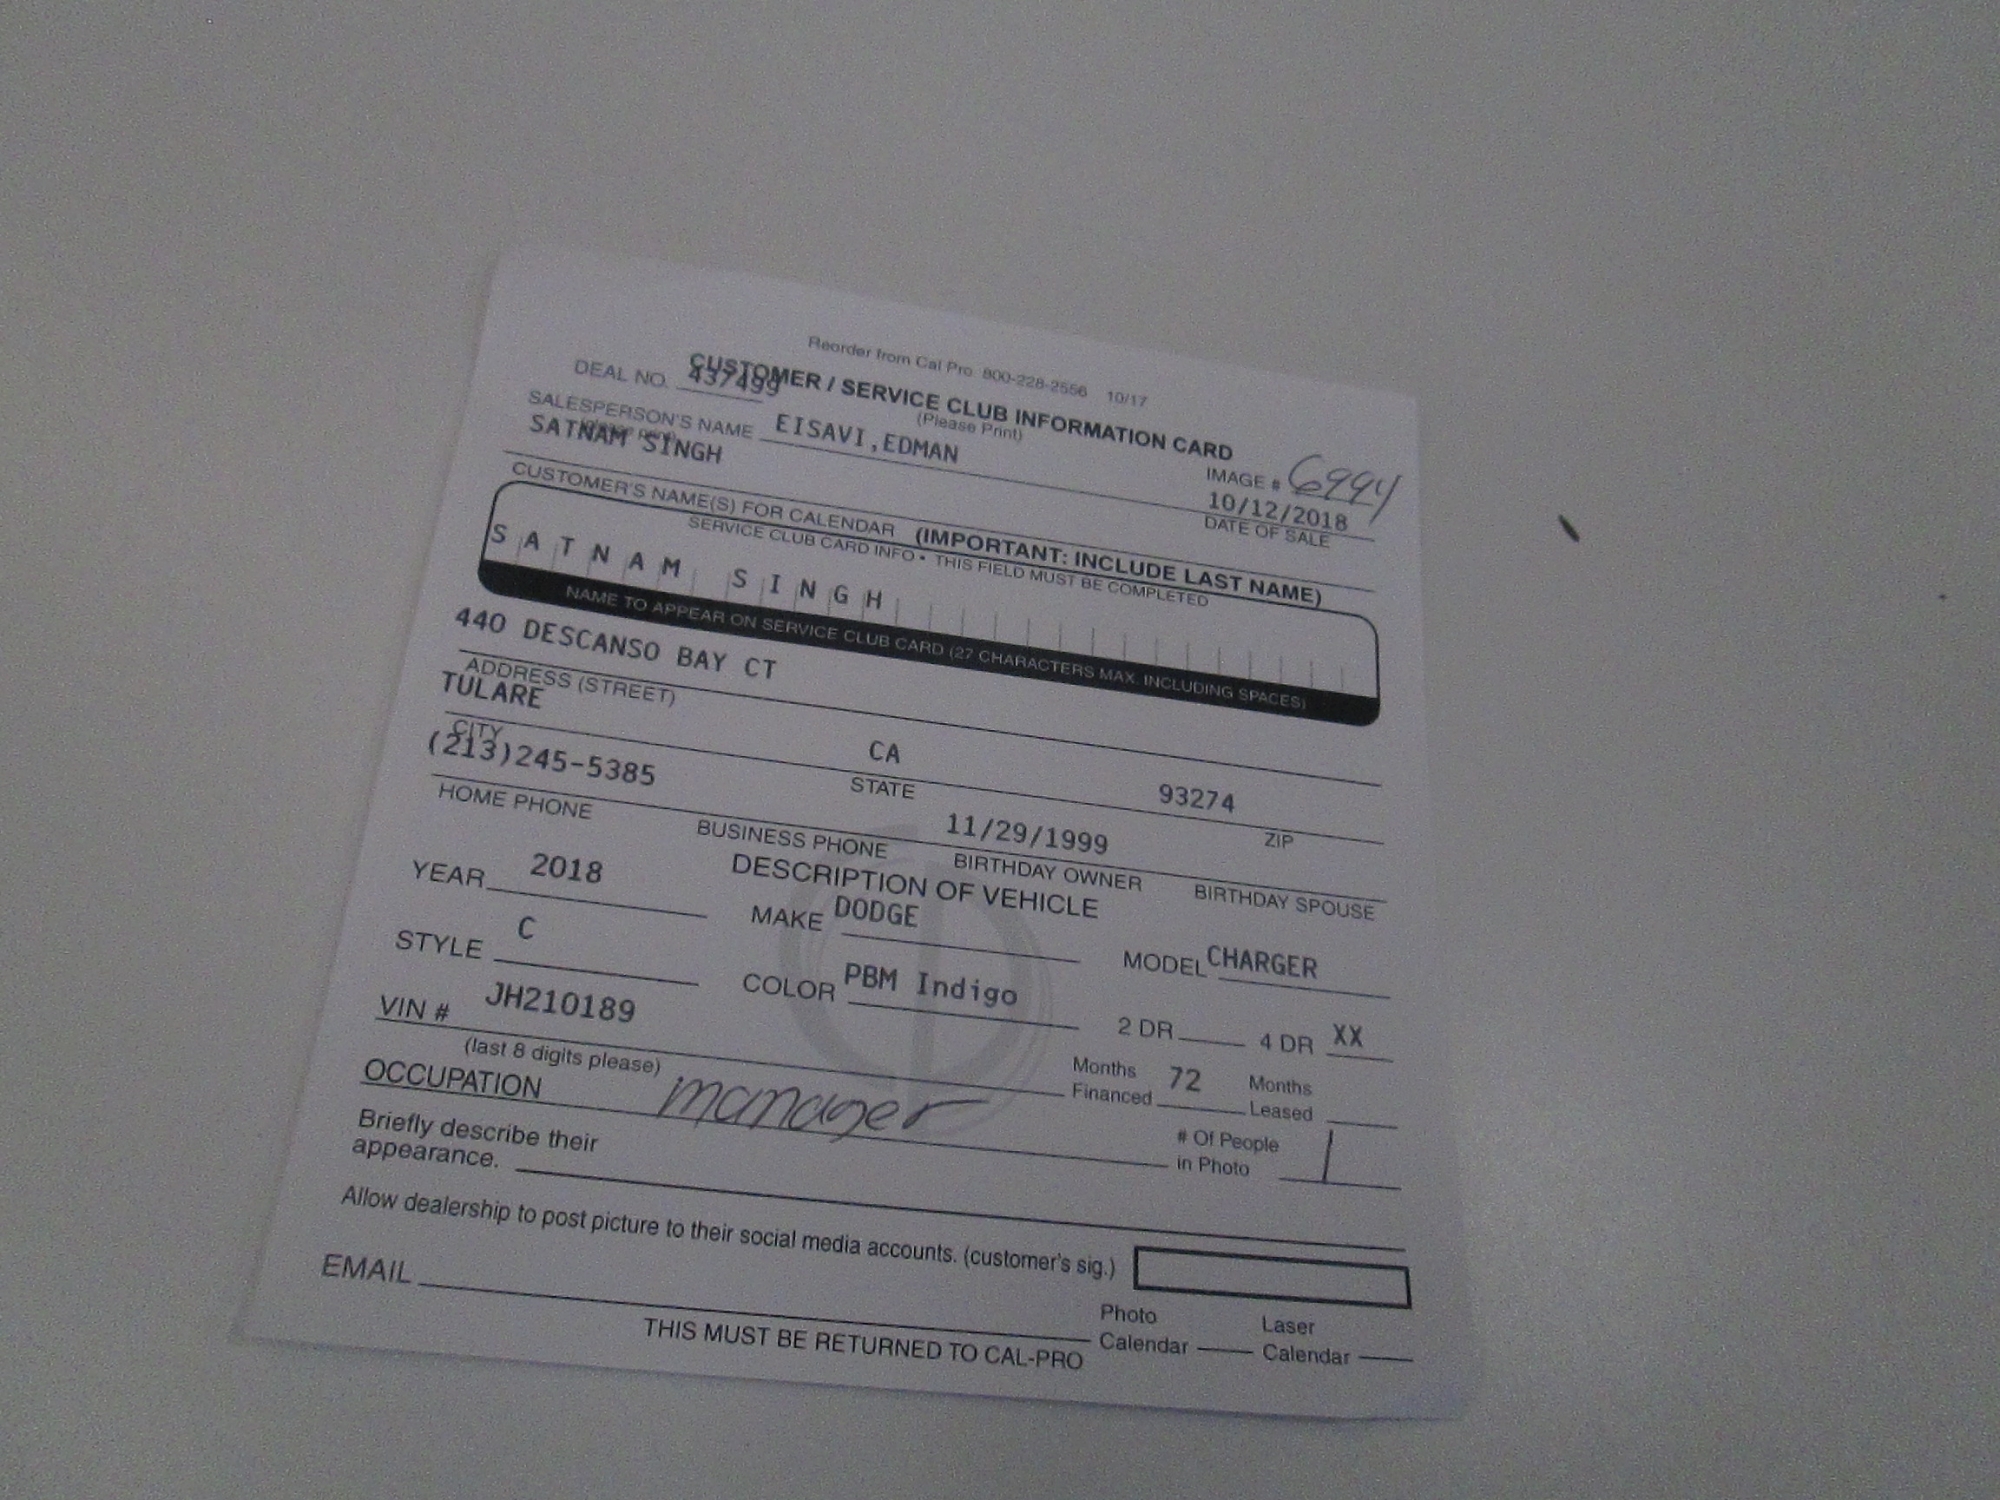 Reorder from Cal Pro 800-228-2556 10/17
CUSTOMER / SERVICE CLUB INFORMATION CARD
DEAL NO. 437499
(Please Print)
SALESPERSON'S NAME EISAVI,EDMAN
(please print)
IMAGE # 6994
SATNAM SINGH
10/12/2018
DATE OF SALE
CUSTOMER'S NAME(S) FOR CALENDAR (IMPORTANT: INCLUDE LAST NAME)
SERVICE CLUB CARD INFO • THIS FIELD MUST BE COMPLETED
SATNAM SINGH
NAME TO APPEAR ON SERVICE CLUB CARD (27 CHARACTERS MAX. INCLUDING SPACES)
440 DESCANSO BAY CT
ADDRESS (STREET)
TULARE CA 93274
CITY STATE ZIP
(213)245-5385 11/29/1999
HOME PHONE BUSINESS PHONE BIRTHDAY OWNER BIRTHDAY SPOUSE
DESCRIPTION OF VEHICLE
YEAR 2018 MAKE DODGE MODEL CHARGER
STYLE C COLOR PBM Indigo 2 DR 4 DR XX
VIN # JH210189
(last 8 digits please)
Months Financed 72 Months Leased
OCCUPATION manager
# Of People in Photo 1
Briefly describe their
appearance.
Allow dealership to post picture to their social media accounts. (customer's sig.)
EMAIL
Photo Calendar Laser Calendar
THIS MUST BE RETURNED TO CAL-PRO